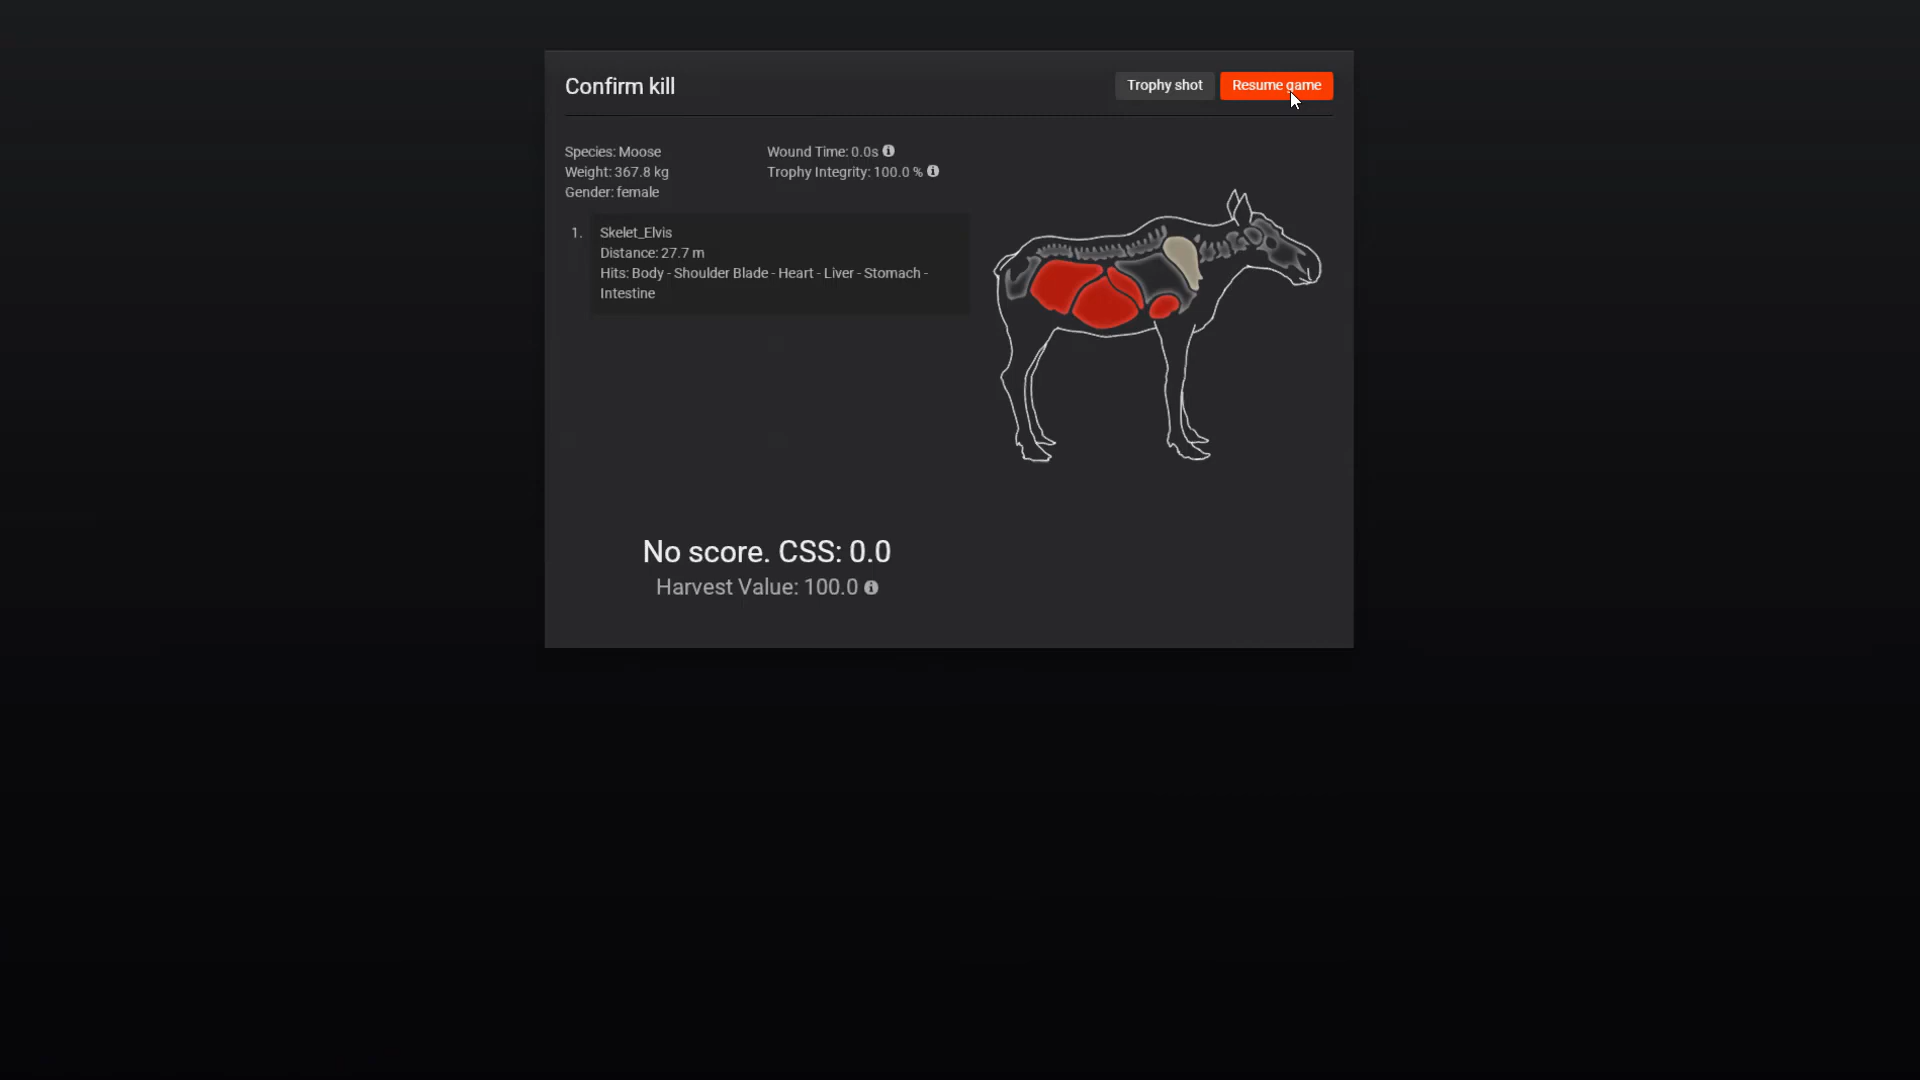 Confirm kill
Trophy shot
Resume game
Species: Moose
Weight: 367.8 kg
Gender: female
Wound Time: 0.0s
Trophy Integrity: 100.0 %
1.
Skelet_Elvis
Distance: 27.7 m
Hits: Body - Shoulder Blade - Heart - Liver - Stomach -
Intestine
No score. CSS: 0.0
Harvest Value: 100.0